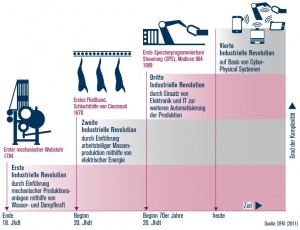 Erster mechanischer Webstuhl
1784
Erste
Industrielle Revolution
durch Einführung
mechanischer Produktions-
anlagen mithilfe von
Wasser- und Dampfkraft
Erstes Fließband,
Schlachthöfe von Cincinnati
1870
Zweite
Industrielle Revolution
durch Einführung
arbeitsteiliger Massen-
produktion mithilfe von
elektrischer Energie
Erste Speicherprogrammierbare
Steuerung (SPS), Modicon 084
1969
Dritte
Industrielle Revolution
durch Einsatz von
Elektronik und IT zur
weiteren Automatisierung
der Produktion
Vierte
Industrielle Revolution
auf Basis von Cyber-
Physical Systemen
Grad der Komplexität
Zeit
Ende
18. Jhdt
Beginn
20. Jhdt
Beginn 70er Jahre
20. Jhdt
heute
Quelle: DFKI (2011)